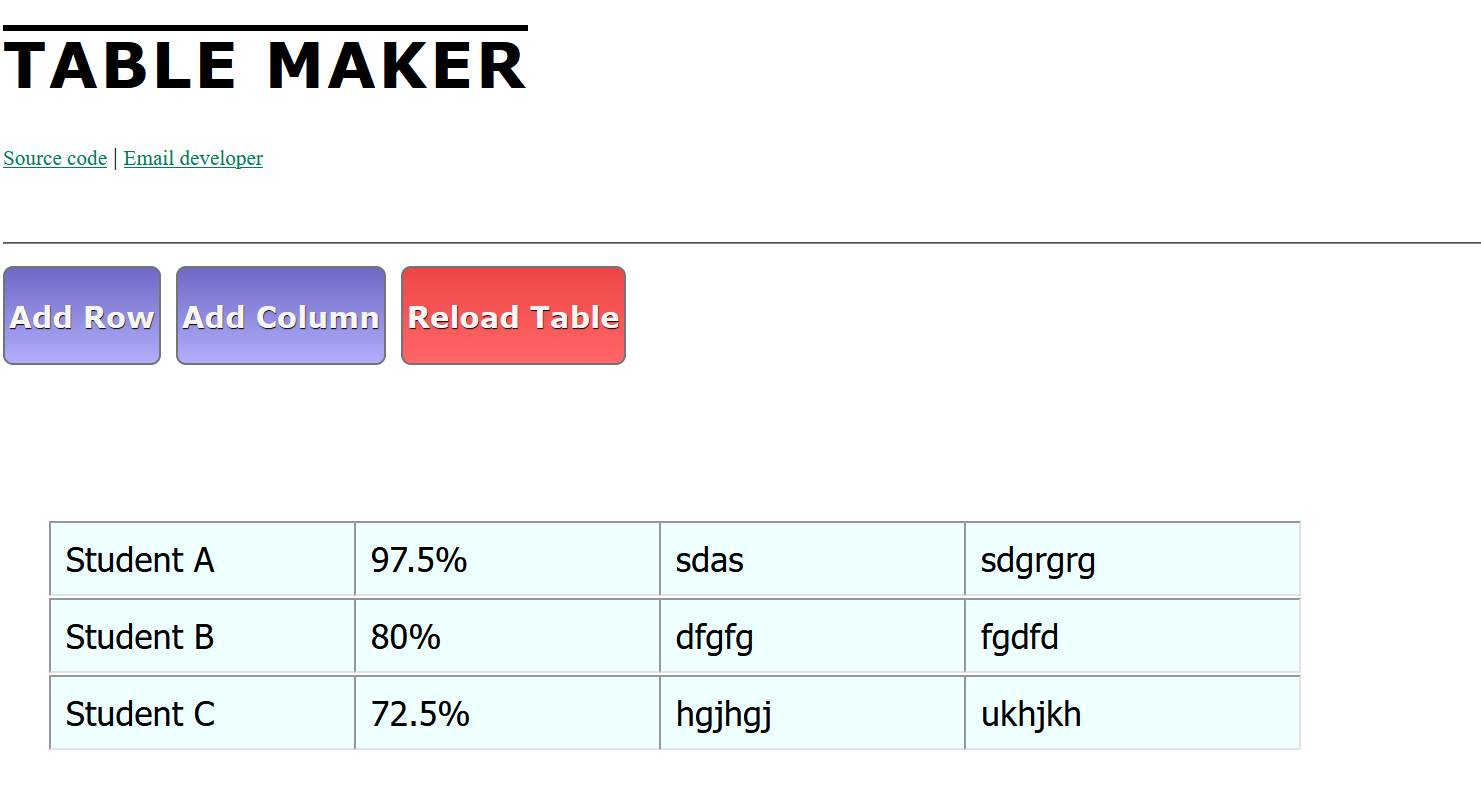 TABLE MAKER
Source code | Email developer
Add Row Add Column Reload Table
Student A 97.5% sdas sdgrgrg
Student B 80% dfgfg fgdfd
Student C 72.5% hgjhgj ukhjkh